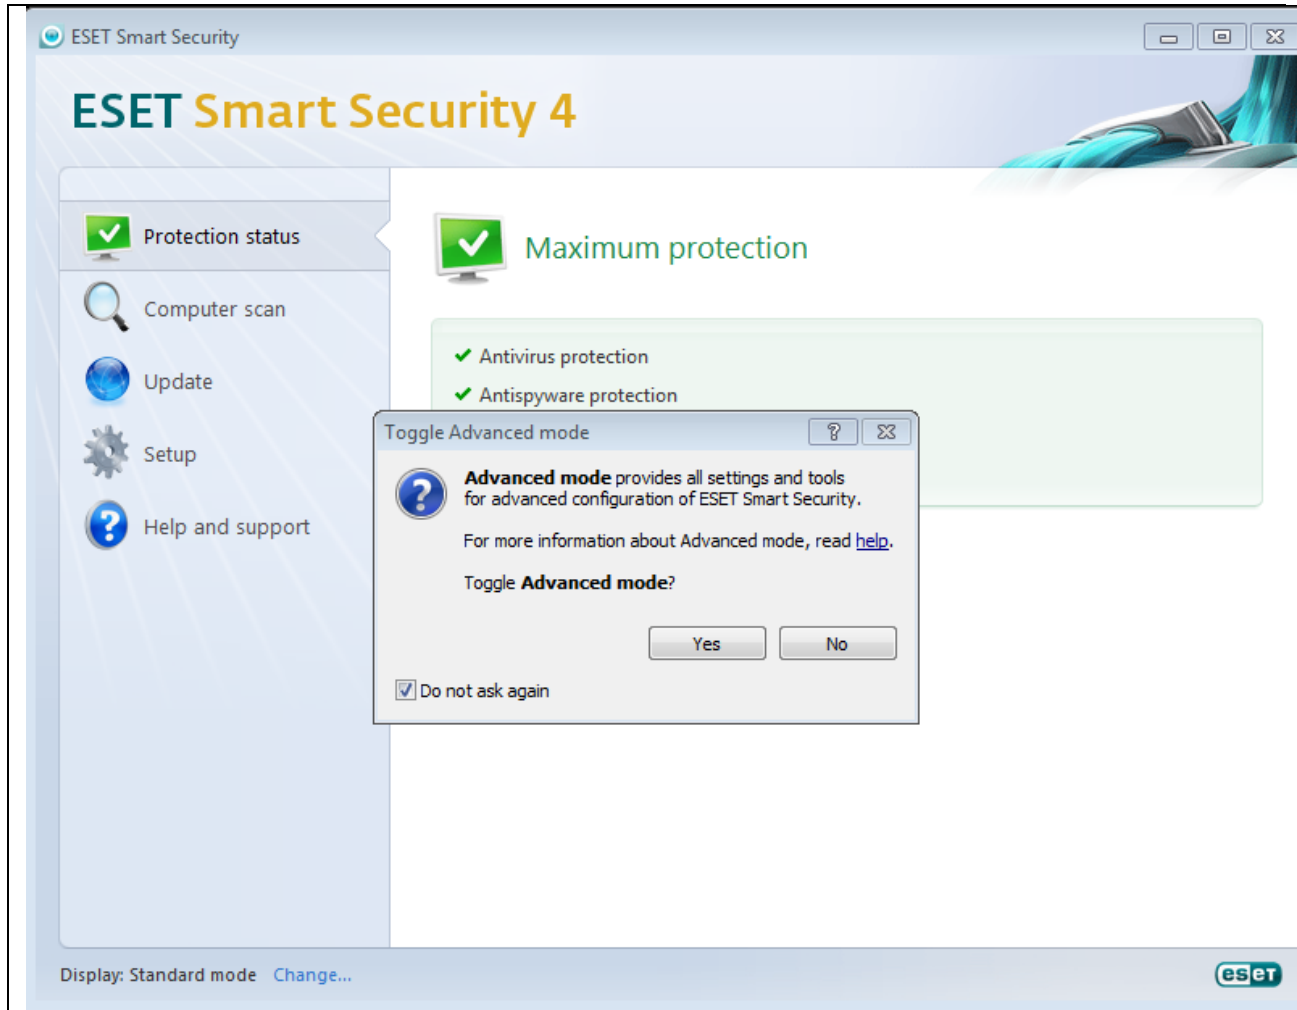 ESET Smart Security
ESET Smart Security 4
Protection status
Computer scan
Update
Setup
Help and support
Maximum protection
Antivirus protection
Antispyware protection
Toggle Advanced mode
Advanced mode provides all settings and tools
for advanced configuration of ESET Smart Security.
For more information about Advanced mode, read help.
Toggle Advanced mode?
Yes No
Do not ask again
Display: Standard mode Change...
eseT